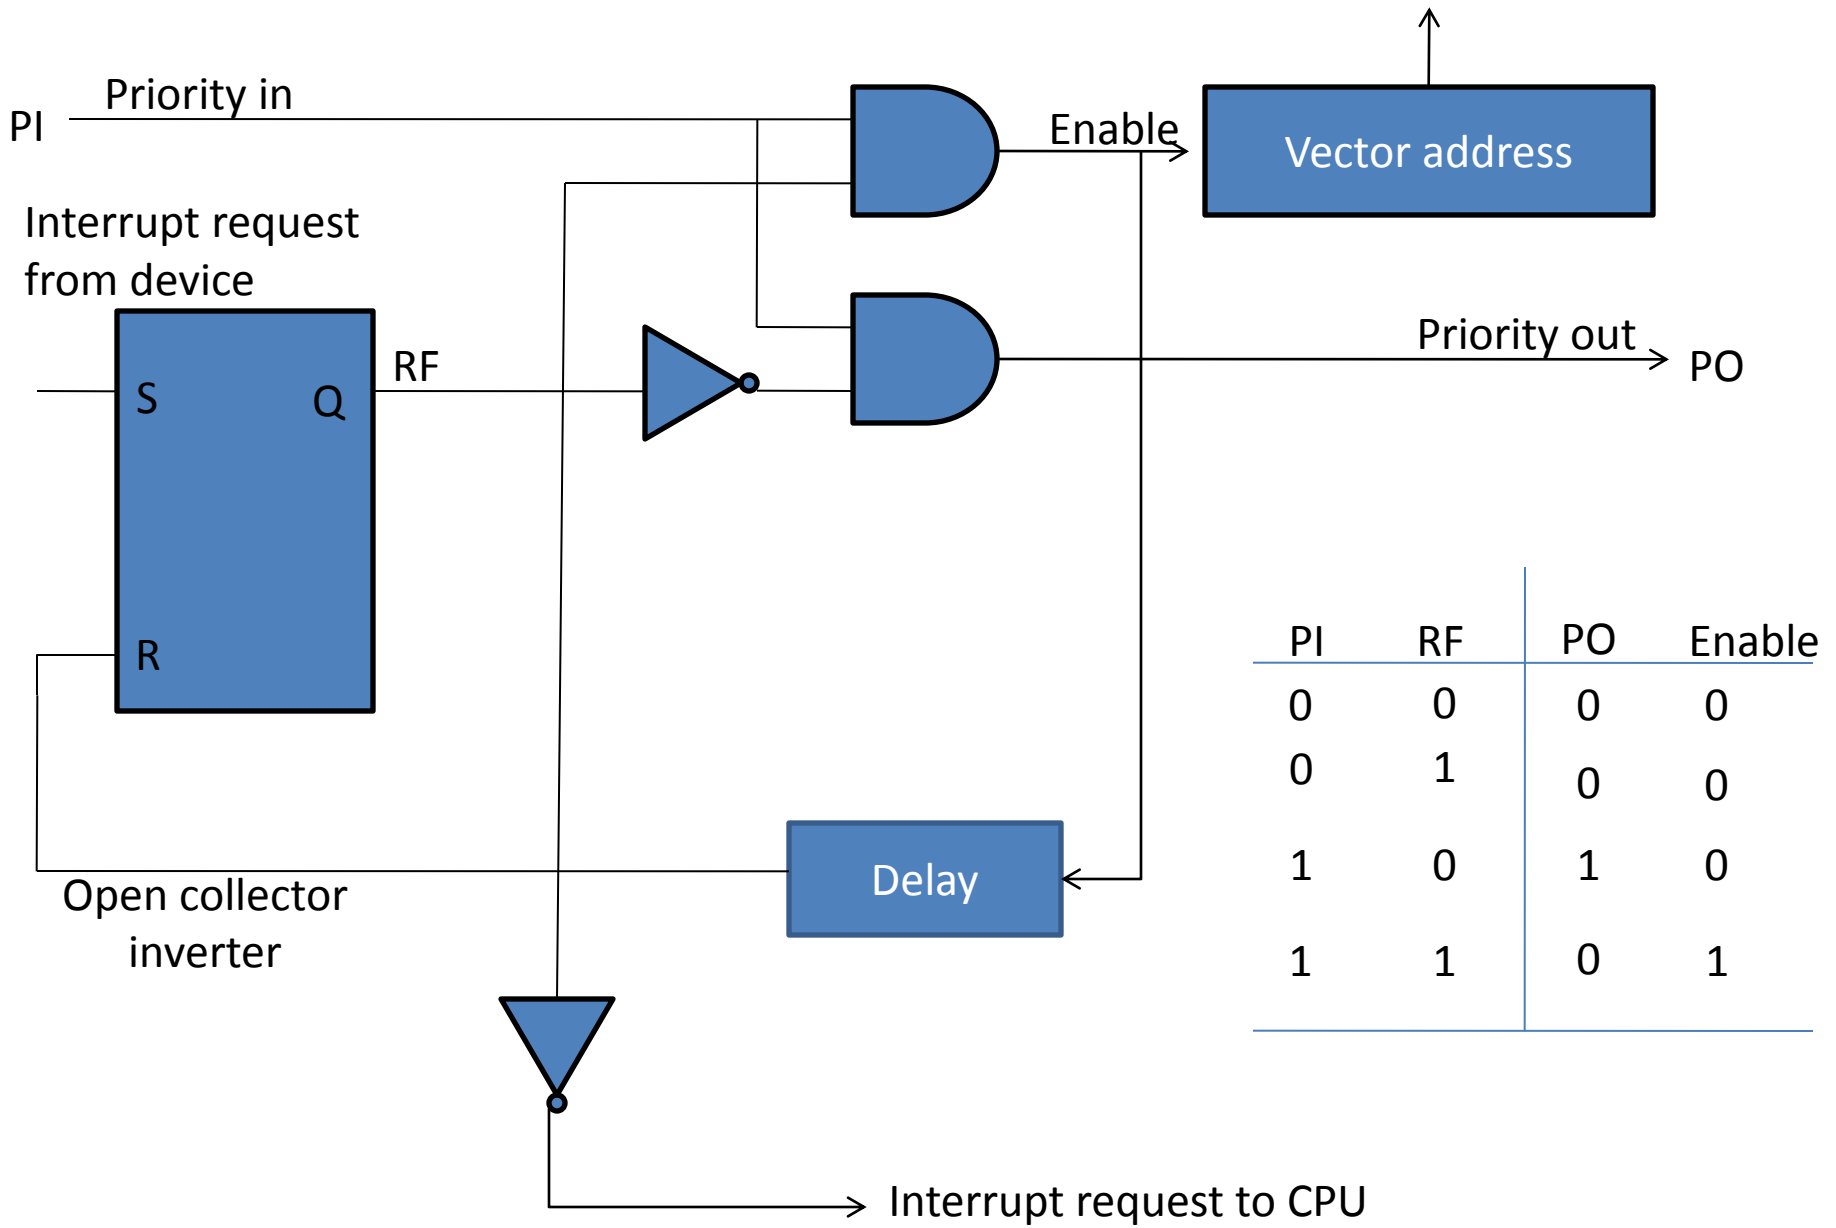 Priority in
PI
Enable
Vector address
Interrupt request
from device
Priority out
PO
RF
S
Q
R
Open collector
inverter
Delay
PI RF PO Enable
0 0 0 0
0 1 0 0
1 0 1 0
1 1 0 1
Interrupt request to CPU